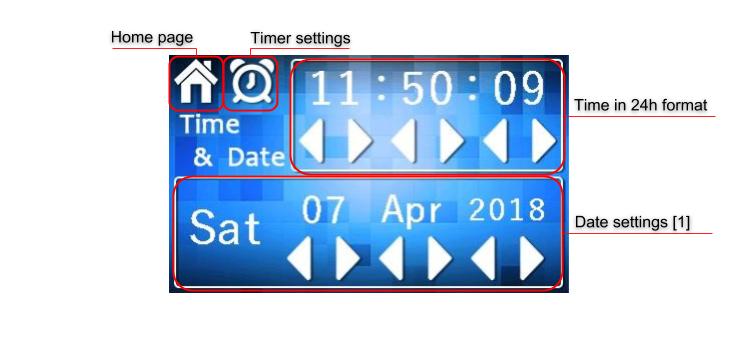 Home page
Timer settings
11 : 50 : 09
Time in 24h format
Time
& Date
Sat
07 Apr 2018
Date settings [1]